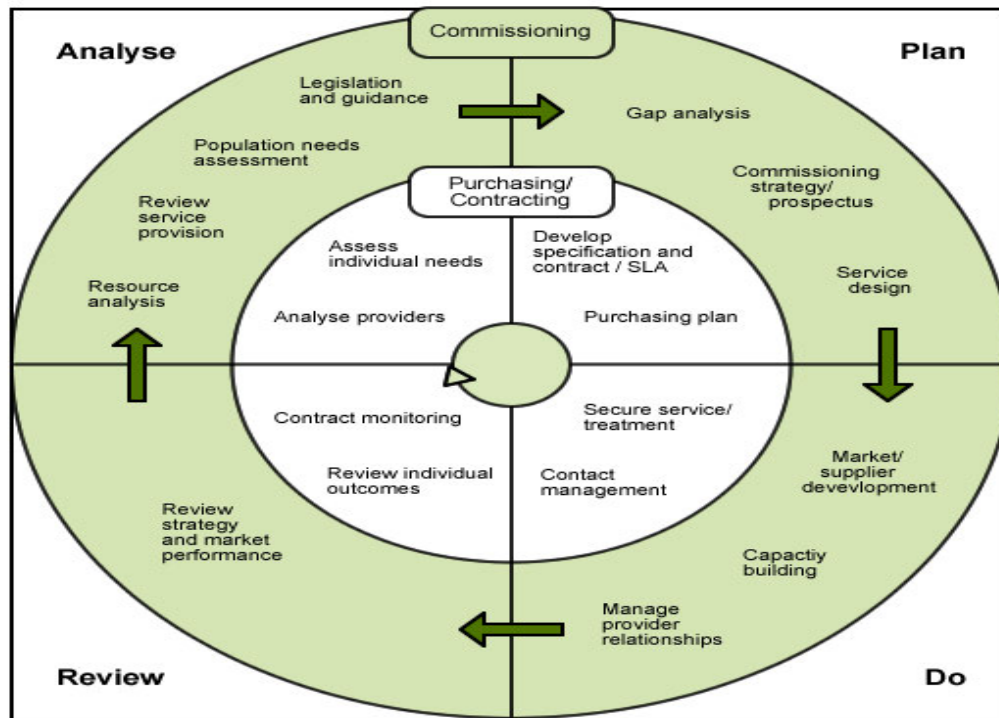 Analyse
Commissioning
Plan
Legislation
and guidance
Gap analysis
Population needs
assessment
Commissioning
strategy/
prospectus
Purchasing/
Contracting
Review
service
provision
Assess
individual needs
Develop
specification and
contract / SLA
Resource
analysis
Service
design
Analyse providers
Purchasing plan
Contract monitoring
Secure service/
treatment
Market/
supplier
devevlopment
Review individual
outcomes
Contact
management
Review
strategy
and market
performance
Capactiy
building
Manage
provider
relationships
Review
Do